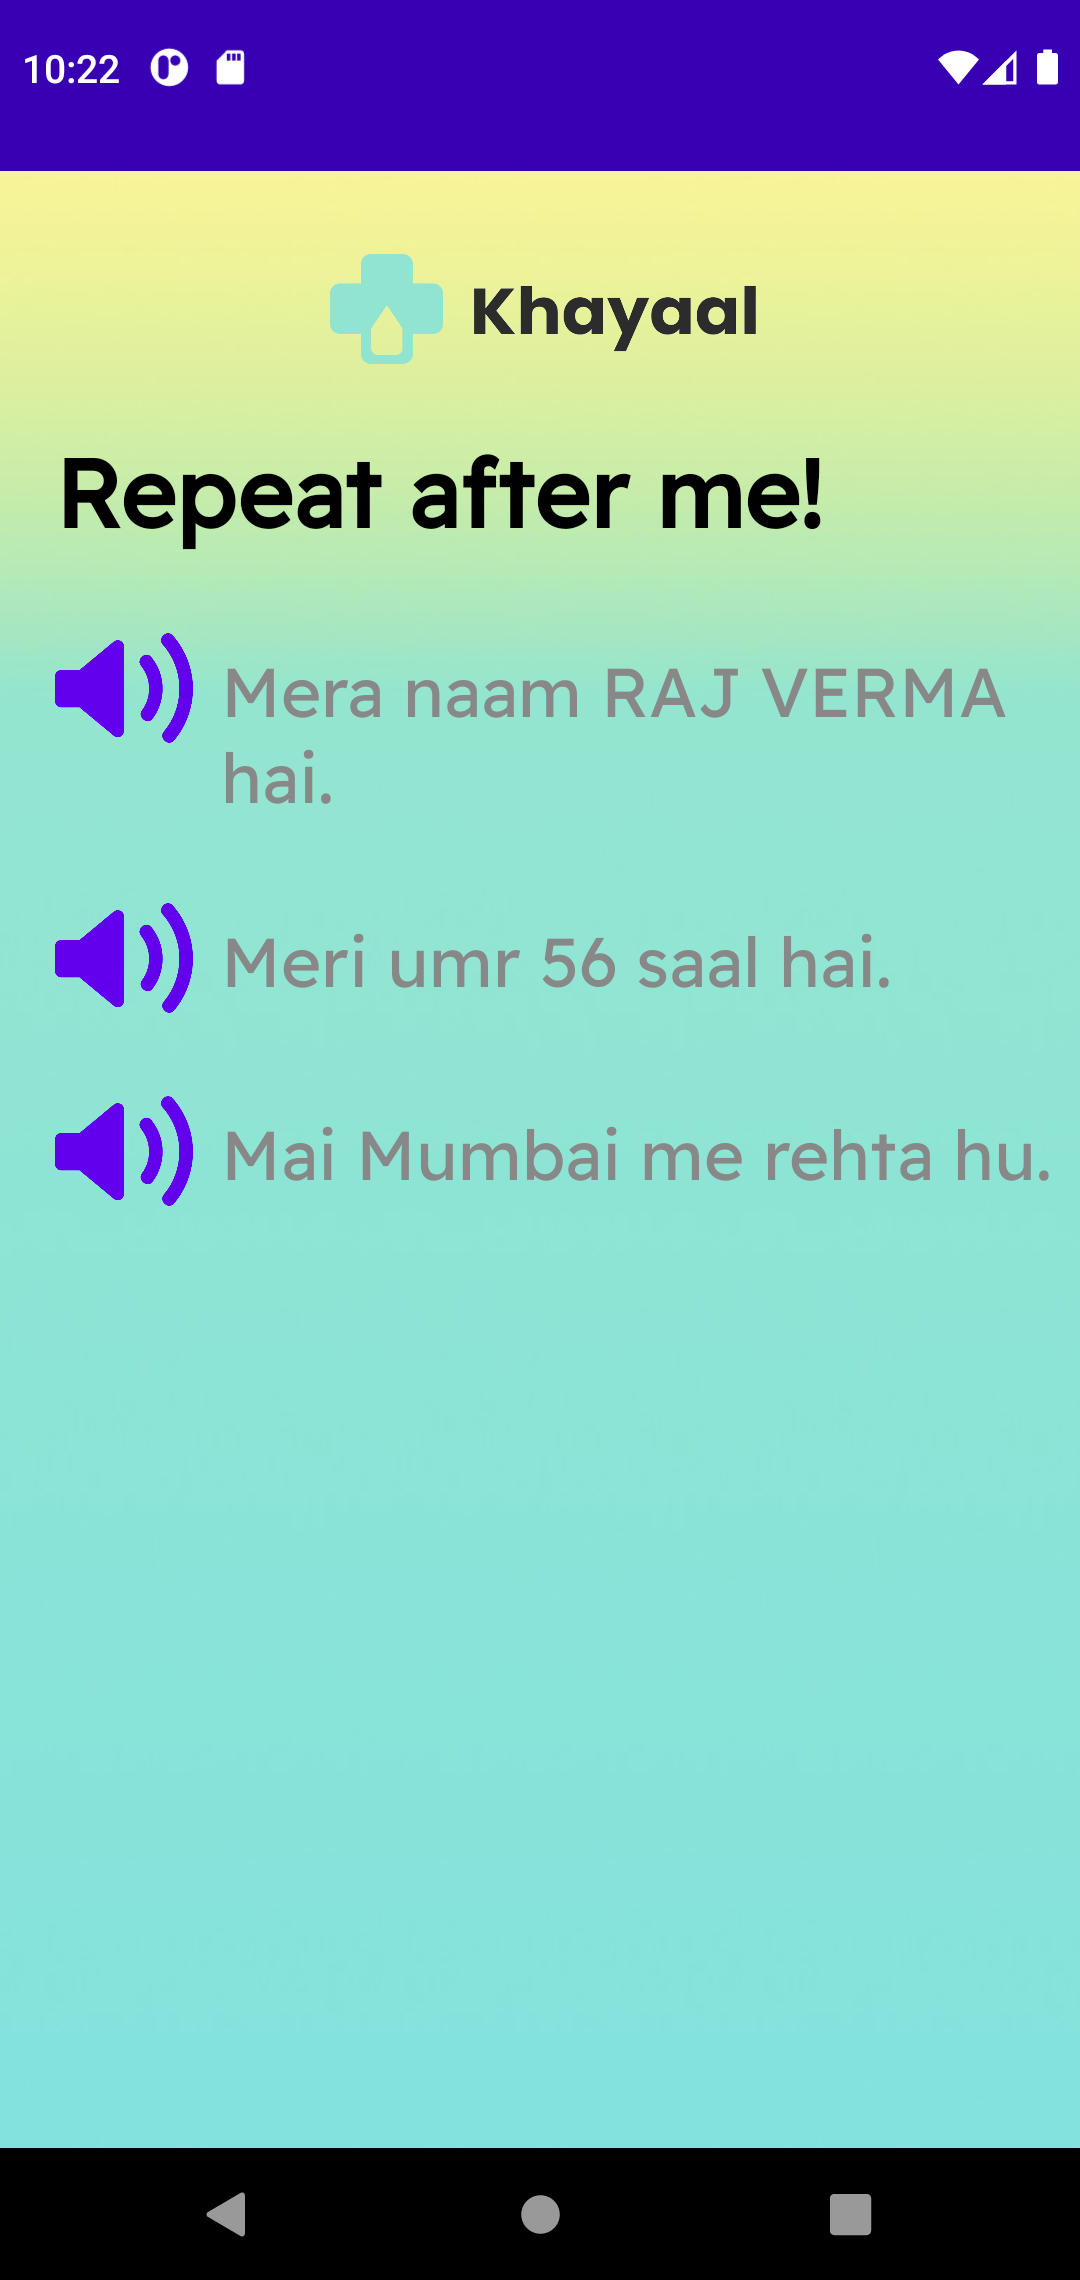 10:22
Khayaal
Repeat after me!
Mera naam RAJ VERMA
hai.
Meri umr 56 saal hai.
Mai Mumbai me rehta hu.